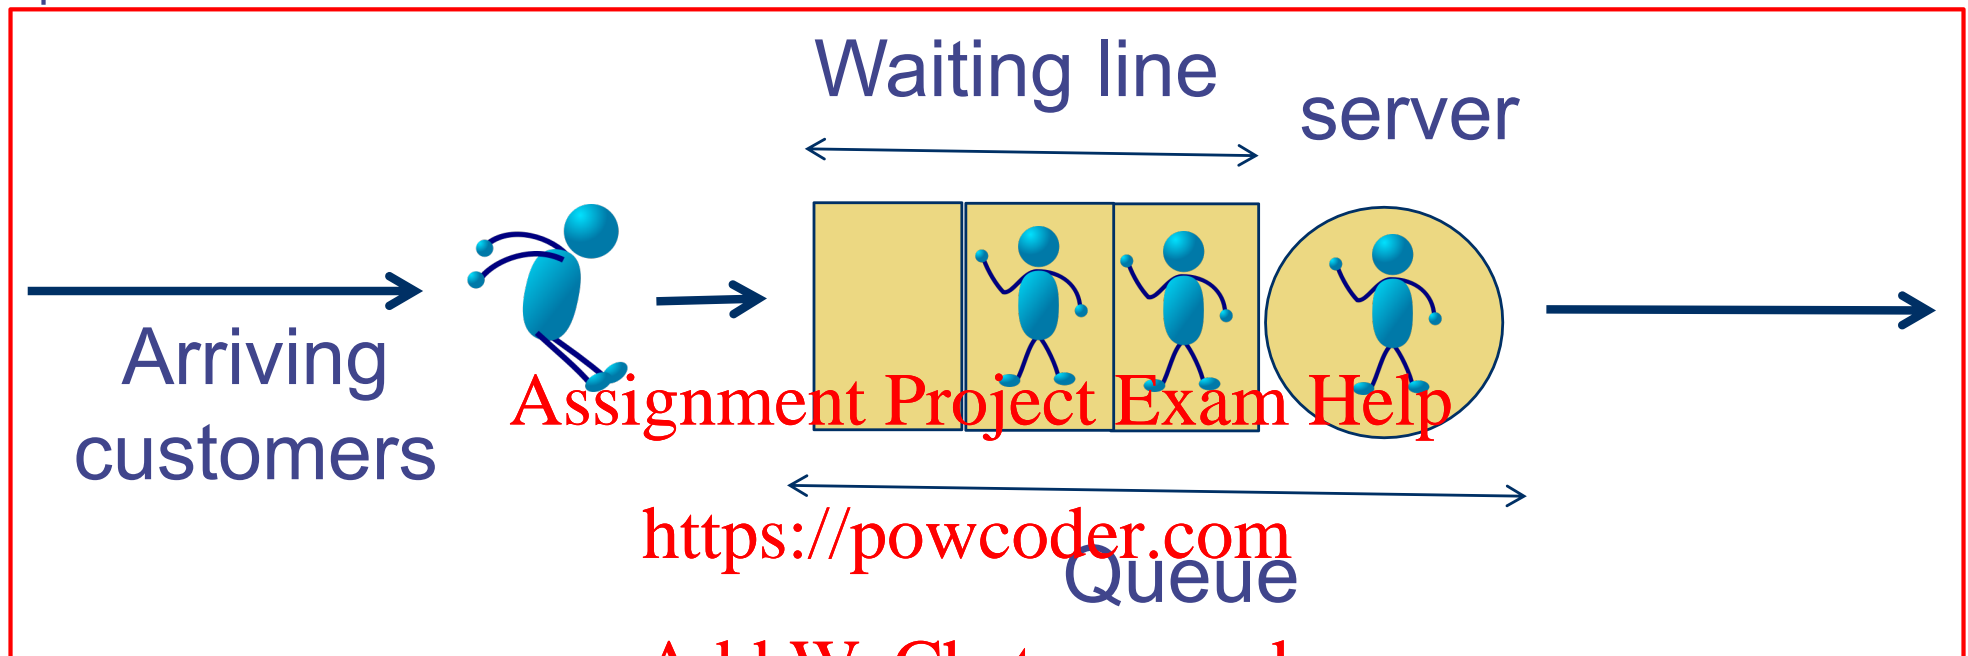 Waiting line
server
Arriving
customers
Assignment Project Exam Help
https://powcoder.com
Queue